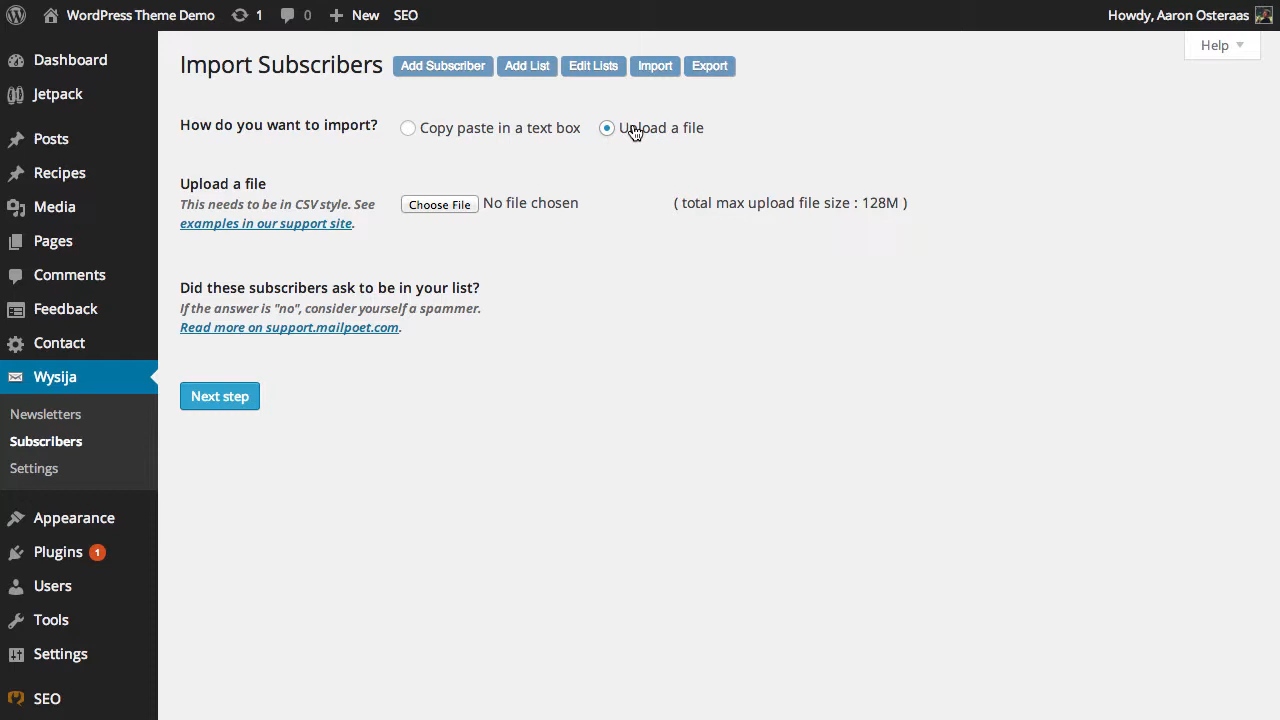 WordPress Theme Demo 1 0 New SEO Howdy, Aaron Osteraas
Help
Dashboard
Jetpack
Posts
Recipes
Media
Pages
Comments
Feedback
Contact
Wysija
Newsletters
Subscribers
Settings
Appearance
Plugins 1
Users
Tools
Settings
SEO
Import Subscribers Add Subscriber Add List Edit Lists Import Export
How do you want to import? Copy paste in a text box Upload a file
Upload a file
This needs to be in CSV style. See
examples in our support site.
Choose File No file chosen ( total max upload file size : 128M )
Did these subscribers ask to be in your list?
If the answer is "no", consider yourself a spammer.
Read more on support.mailpoet.com.
Next step